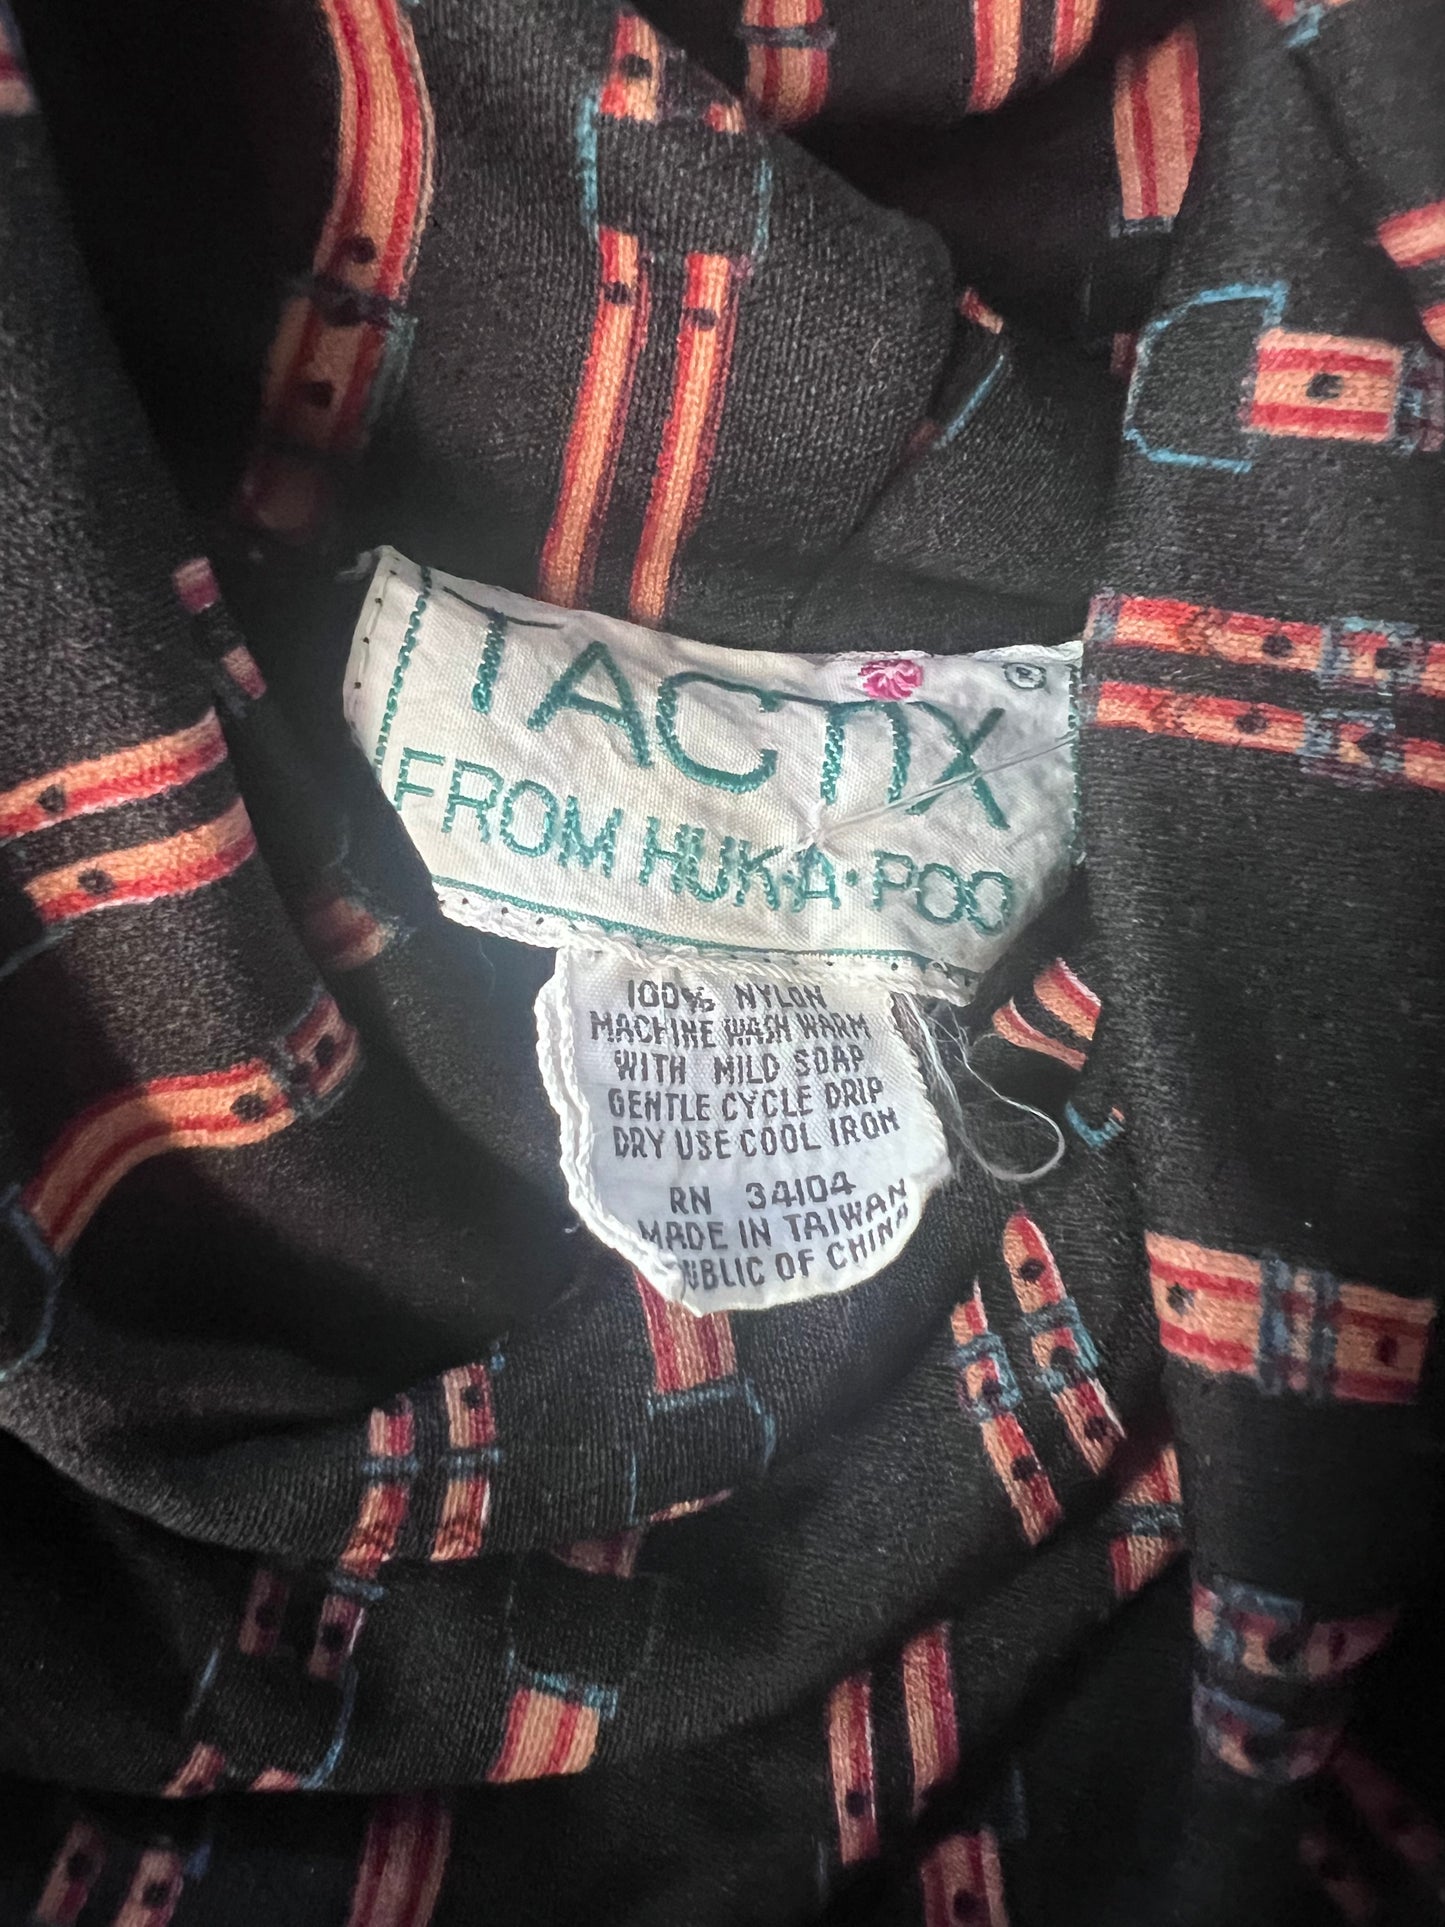 TACTIX ®
FROM HUK·A·POO
100% NYLON
MACHINE WASH WARM
WITH MILD SOAP
GENTLE CYCLE DRIP
DRY USE COOL IRON
RN 34104
MADE IN TAIWAN
UBLIC OF CHINA